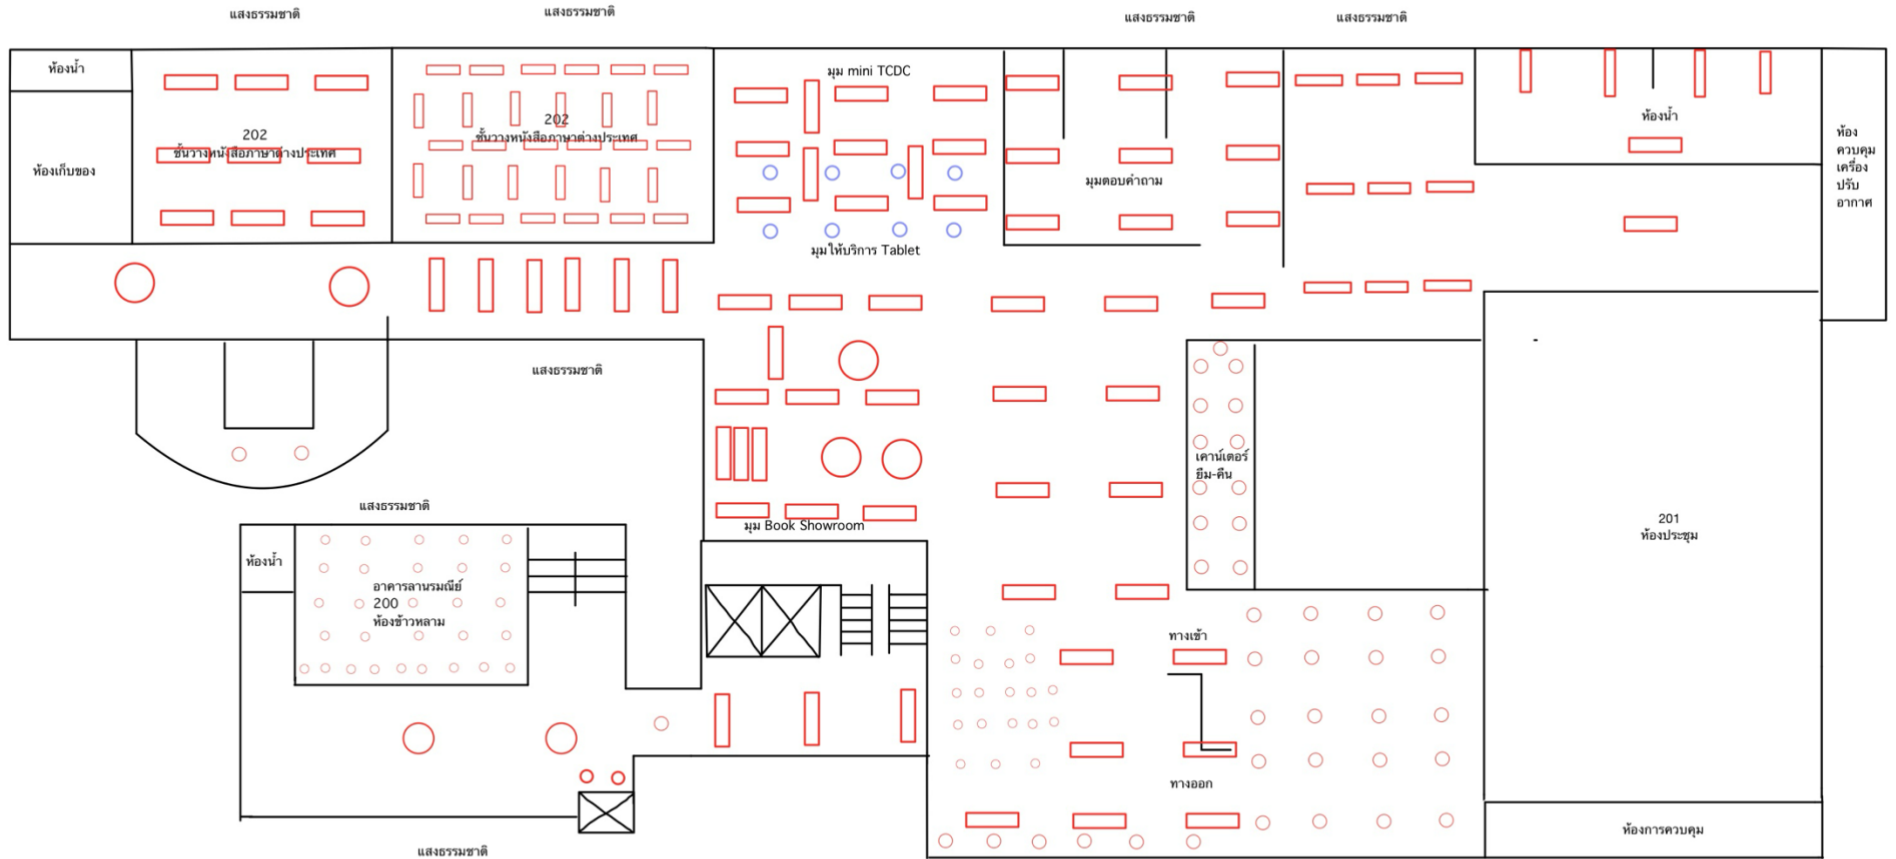 แสงธรรมชาติ
แสงธรรมชาติ
แสงธรรมชาติ
แสงธรรมชาติ
ห้องน้ำ
ห้องเก็บของ
202
ชั้นวางหนังสือภาษาต่างประเทศ
202
ชั้นวางหนังสือภาษาต่างประเทศ
มุม mini TCDC
มุมให้บริการ Tablet
มุมตอบคำถาม
ห้องน้ำ
ห้อง
ควบคุม
เครื่อง
ปรับ
อากาศ
แสงธรรมชาติ
แสงธรรมชาติ
มุม Book Showroom
เคาน์เตอร์
ยืม-คืน
201
ห้องประชุม
ห้องน้ำ
อาคารลานรมณีย์
200
ห้องข้าวหลาม
ทางเข้า
ทางออก
ห้องการควบคุม
แสงธรรมชาติ